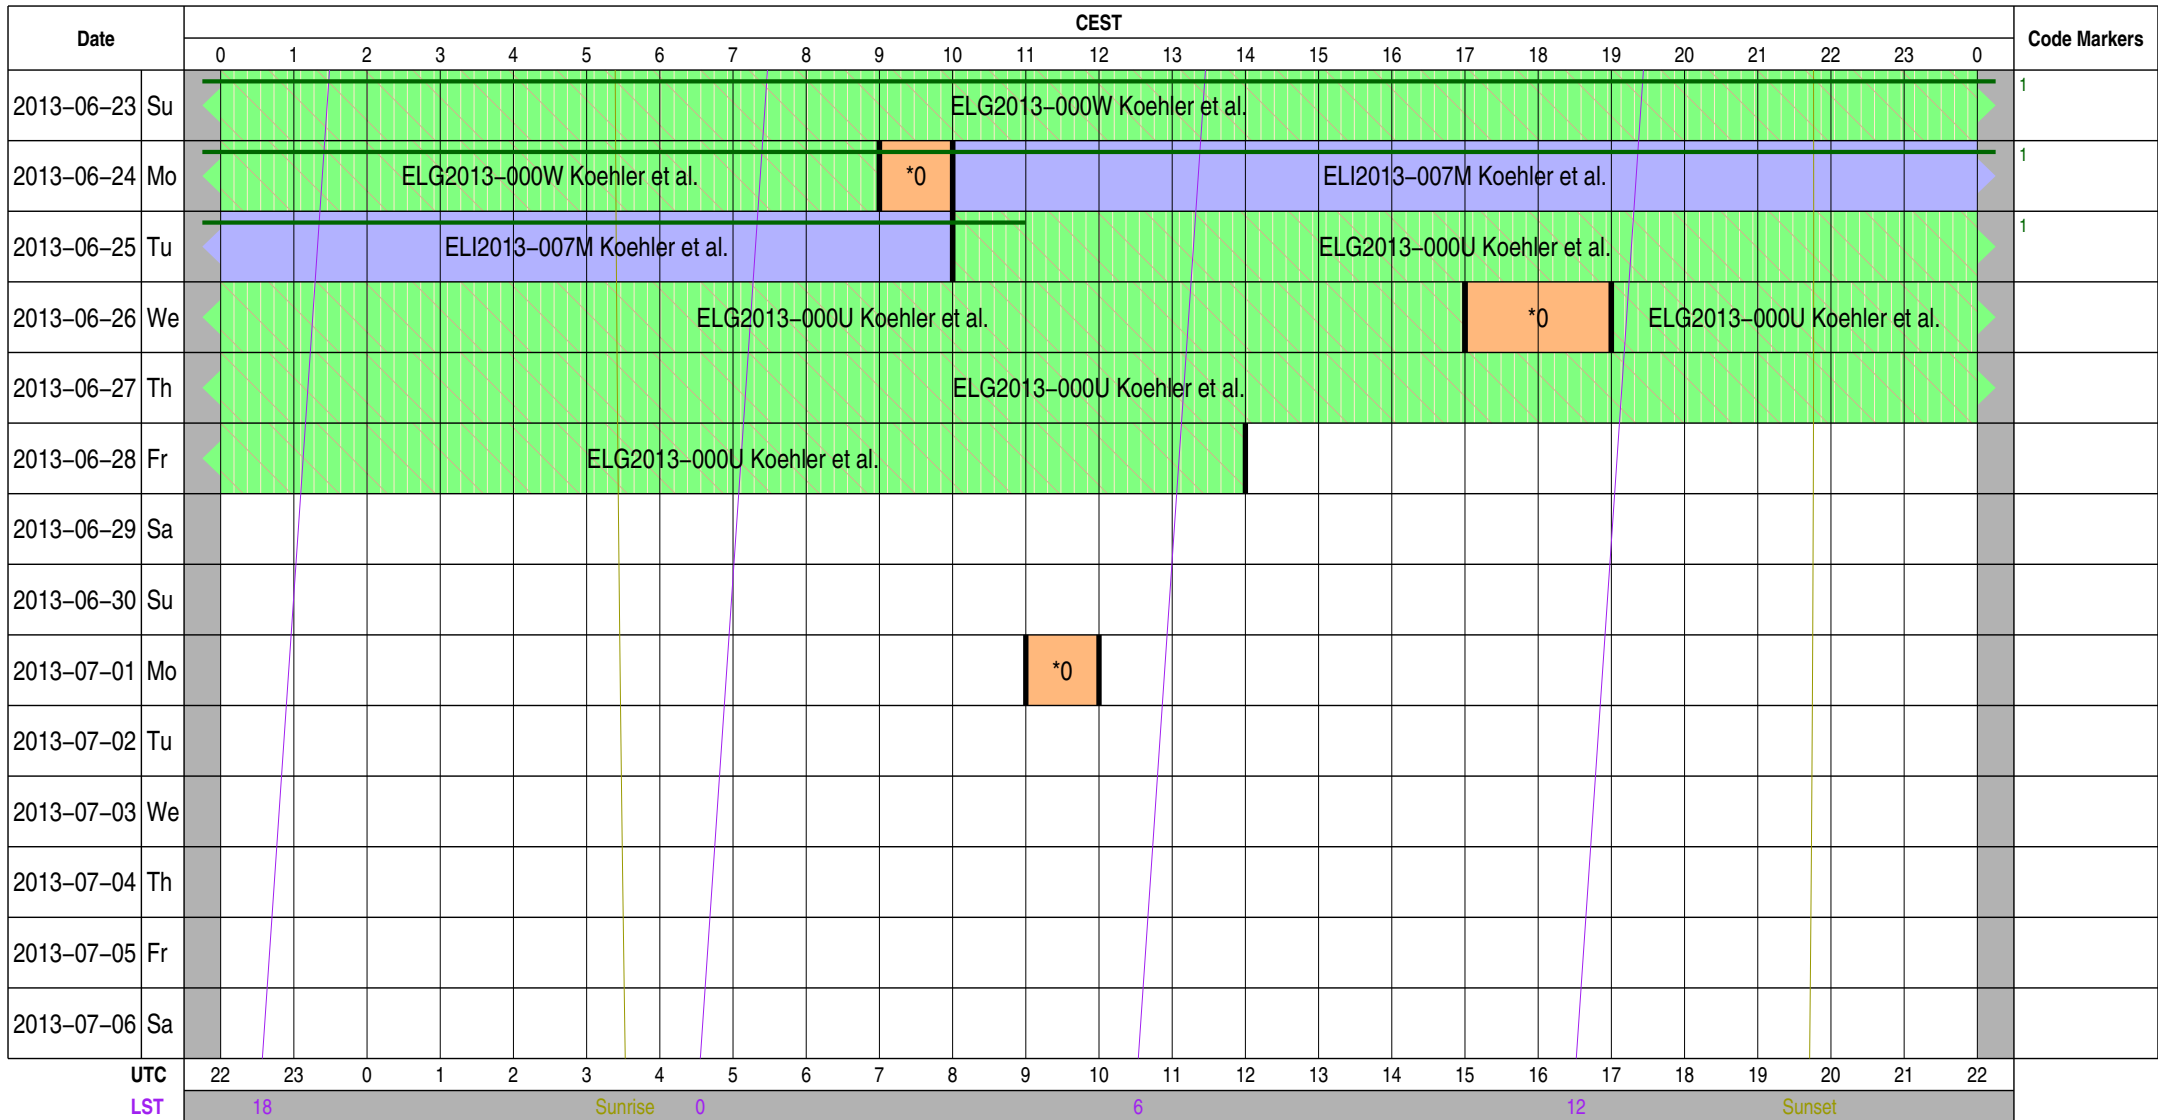 Date CEST Code Markers
0 1 2 3 4 5 6 7 8 9 10 11 12 13 14 15 16 17 18 19 20 21 22 23 0
2013−06−23 Su ELG2013−000W Koehler et al. 1
2013−06−24 Mo ELG2013−000W Koehler et al. *0 ELI2013−007M Koehler et al. 1
2013−06−25 Tu ELI2013−007M Koehler et al. ELG2013−000U Koehler et al. 1
2013−06−26 We ELG2013−000U Koehler et al. *0 ELG2013−000U Koehler et al.
2013−06−27 Th ELG2013−000U Koehler et al.
2013−06−28 Fr ELG2013−000U Koehler et al.
2013−06−29 Sa
2013−06−30 Su
2013−07−01 Mo *0
2013−07−02 Tu
2013−07−03 We
2013−07−04 Th
2013−07−05 Fr
2013−07−06 Sa
UTC 22 23 0 1 2 3 4 5 6 7 8 9 10 11 12 13 14 15 16 17 18 19 20 21 22
LST 18 Sunrise 0 6 12 Sunset